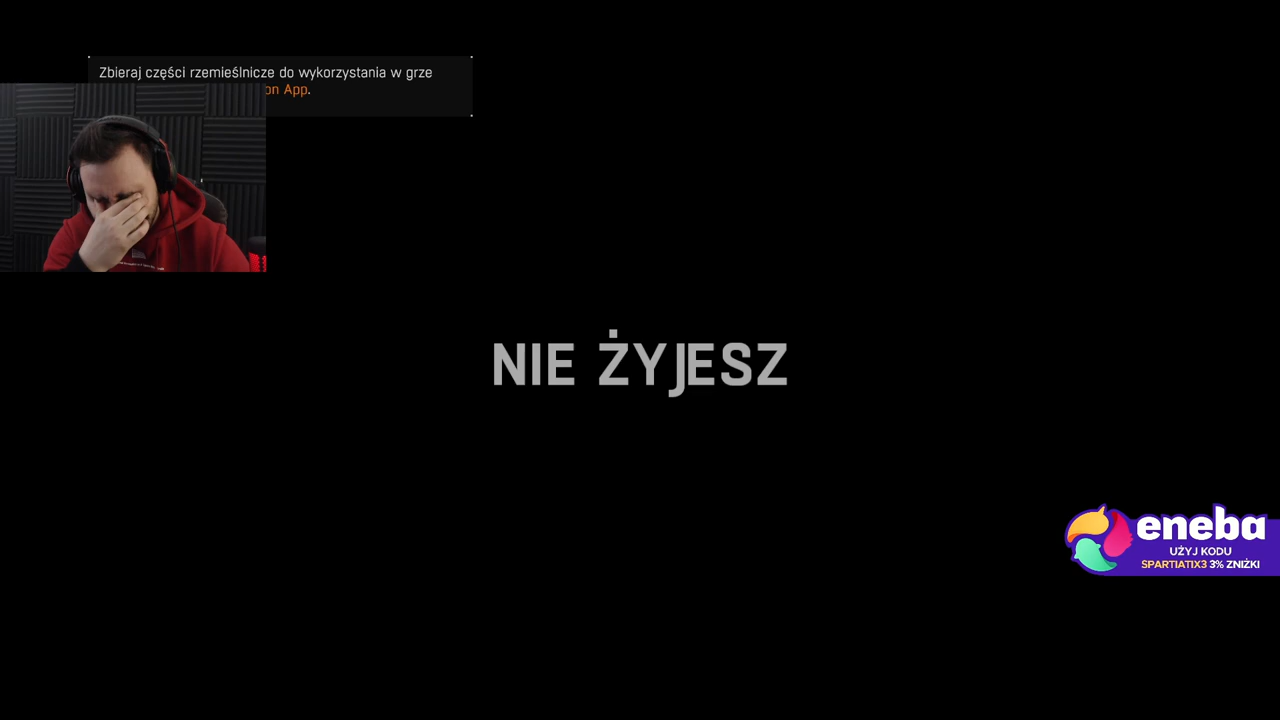 Zbieraj części rzemieślnicze do wykorzystania w grze
on App.
NIE ŻYJESZ
eneba
UŻYJ KODU
SPARTIATIX3 3% ZNIŻKI